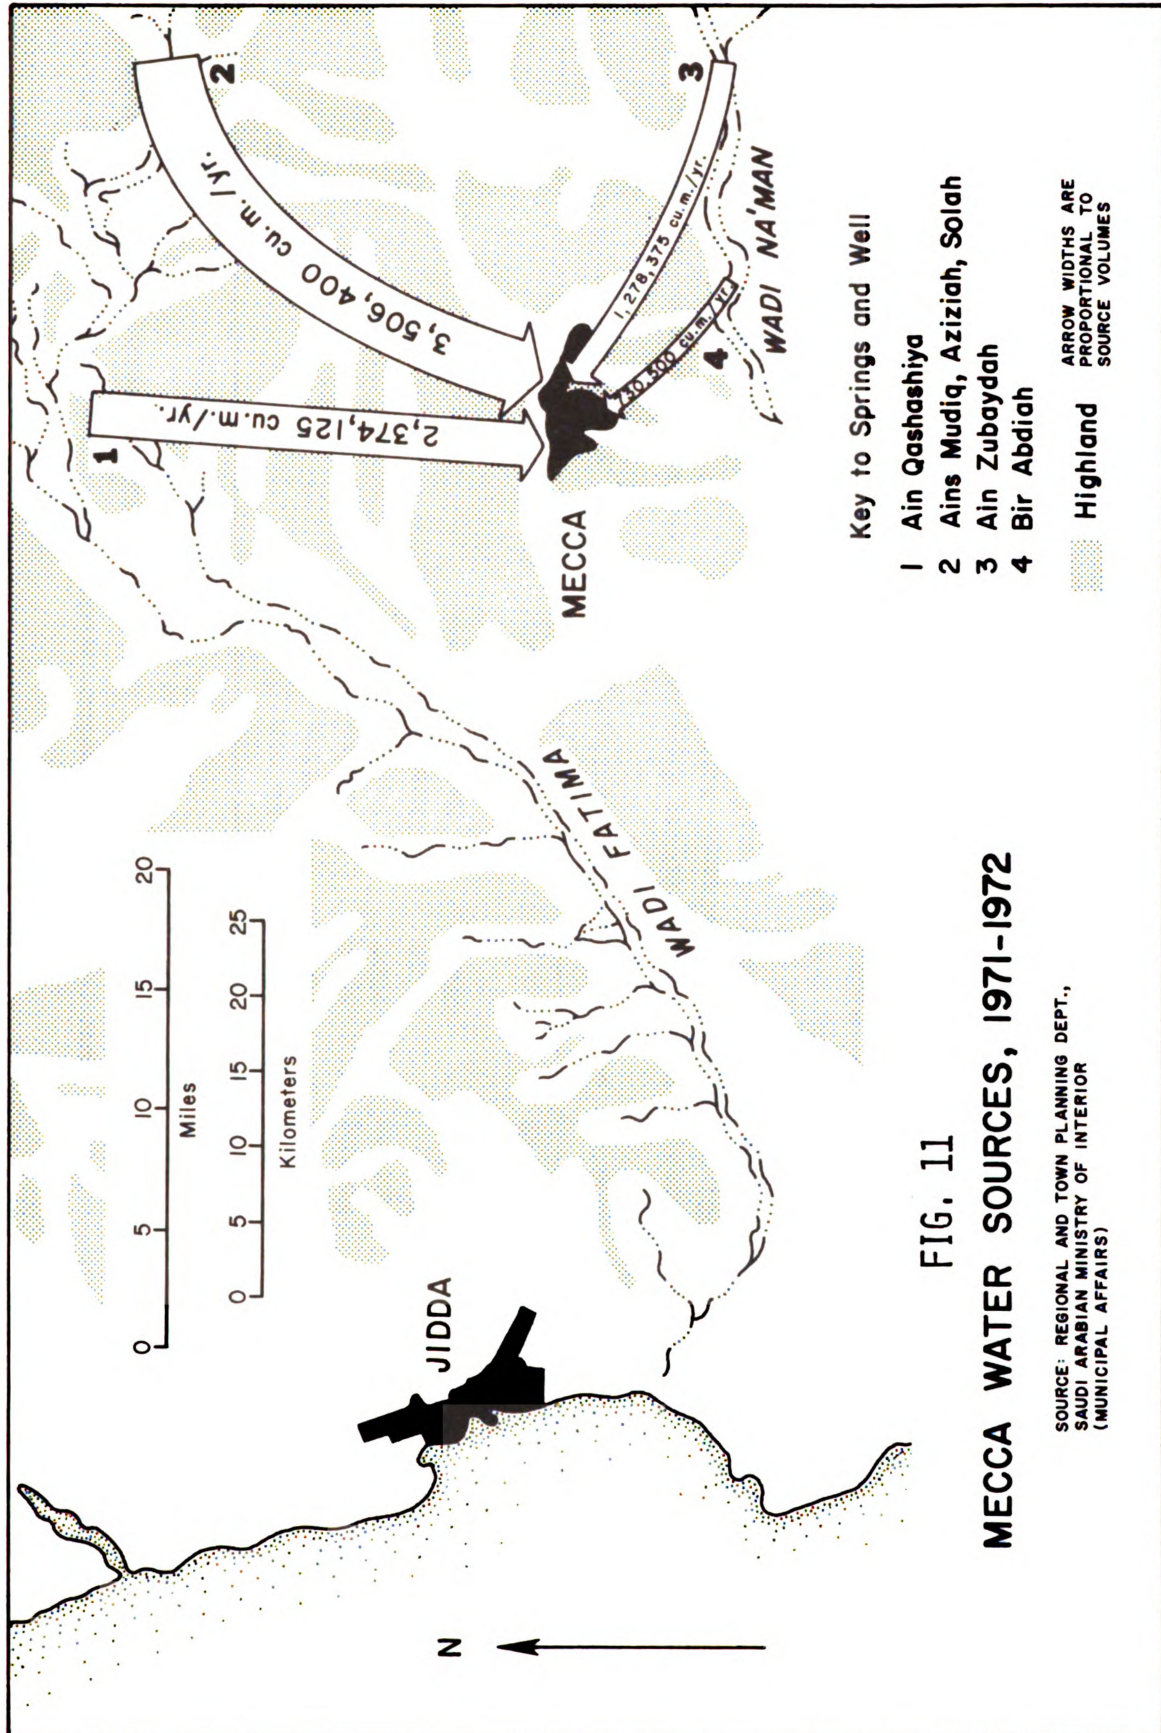 0 5 10 15 20
Miles
0 5 10 15 20 25
Kilometers
N
JIDDA
1
2,374,125 cu.m./yr.
2
3,506,400 cu.m./yr.
MECCA
3
1,278,375 cu.m./yr.
4
730,500 cu.m./yr.
WADI FATIMA
WADI NA'MAN
Key to Springs and Well
1 Ain Qashashiya
2 Ains Mudiq, Aziziah, Solah
3 Ain Zubaydah
4 Bir Abdiah
Highland
ARROW WIDTHS ARE
PROPORTIONAL TO
SOURCE VOLUMES
FIG. 11
MECCA WATER SOURCES, 1971-1972
SOURCE: REGIONAL AND TOWN PLANNING DEPT.,
SAUDI ARABIAN MINISTRY OF INTERIOR
(MUNICIPAL AFFAIRS)